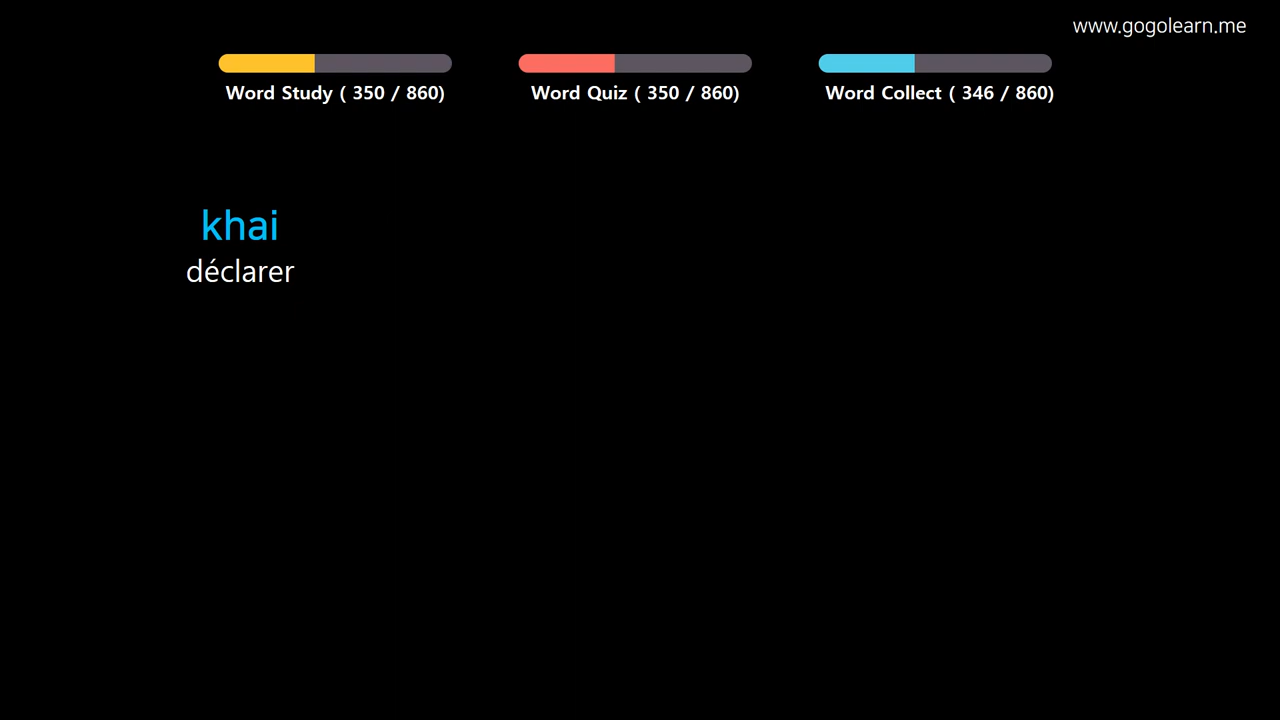 www.gogolearn.me
Word Study ( 350 / 860)
Word Quiz ( 350 / 860)
Word Collect ( 346 / 860)
khai
déclarer